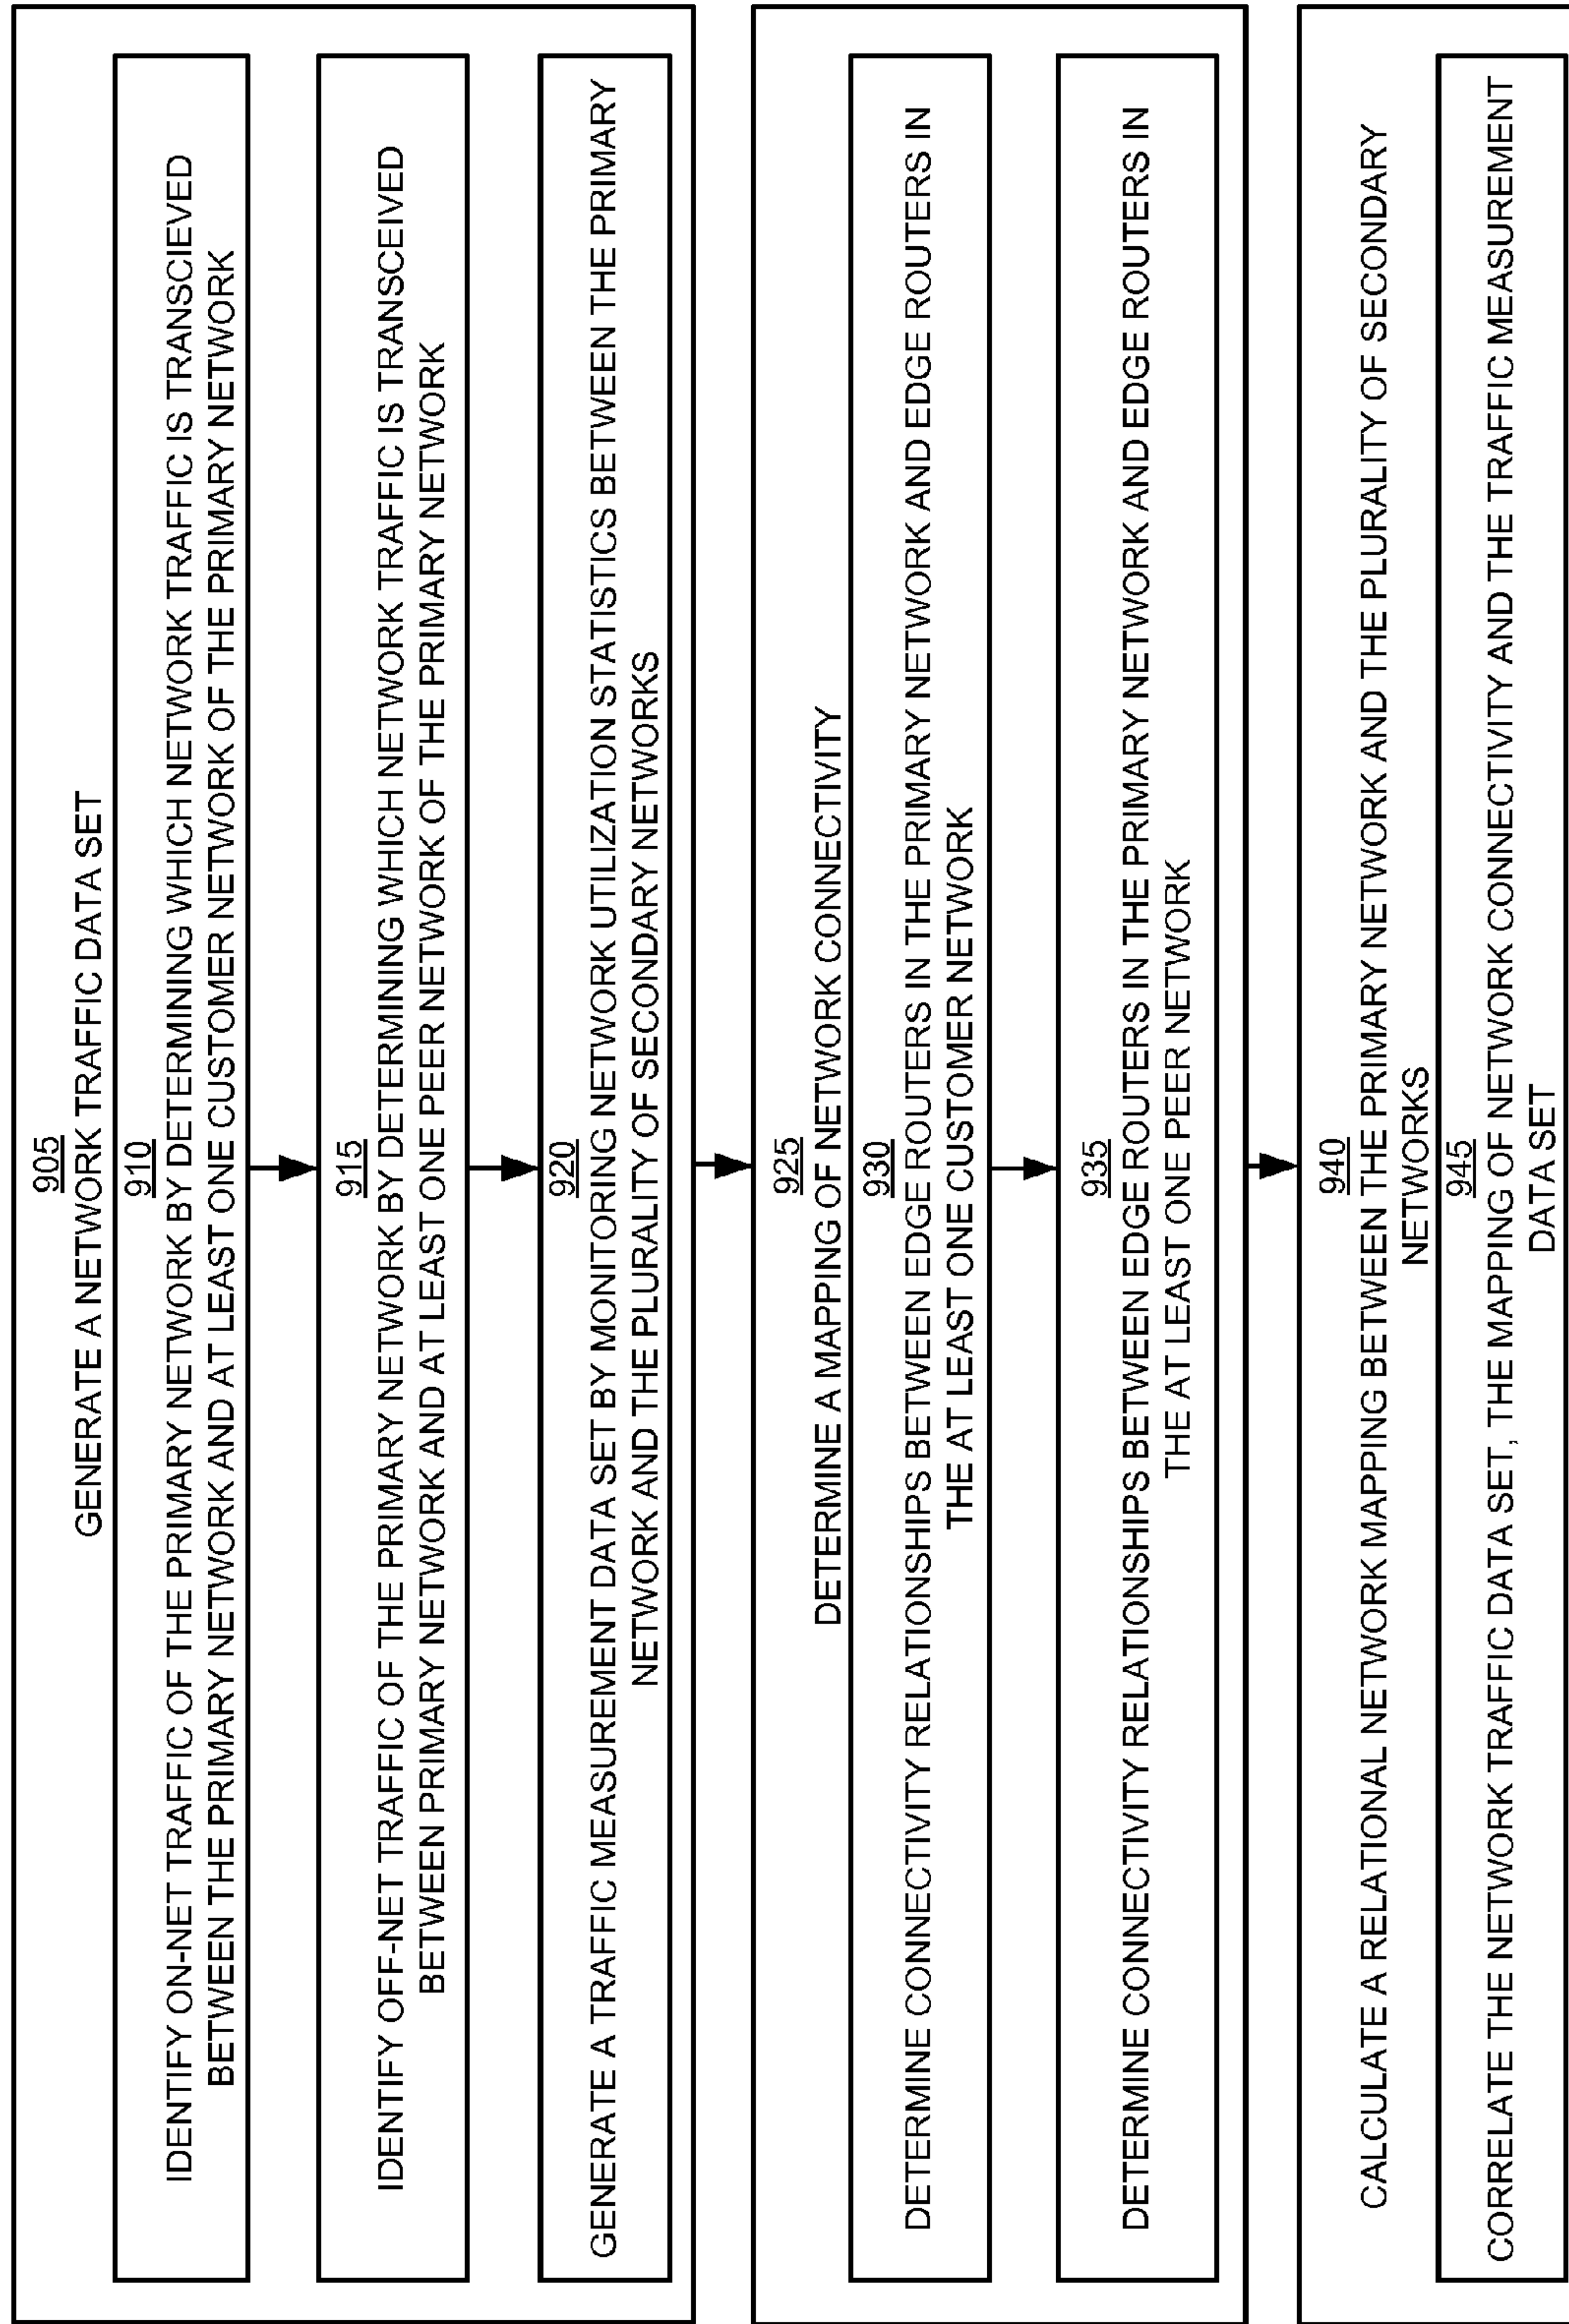 905
GENERATE A NETWORK TRAFFIC DATA SET
910
IDENTIFY ON-NET TRAFFIC OF THE PRIMARY NETWORK BY DETERMINING WHICH NETWORK TRAFFIC IS TRANSCIEVED
BETWEEN THE PRIMARY NETWORK AND AT LEAST ONE CUSTOMER NETWORK OF THE PRIMARY NETWORK
915
IDENTIFY OFF-NET TRAFFIC OF THE PRIMARY NETWORK BY DETERMINING WHICH NETWORK TRAFFIC IS TRANSCEIVED
BETWEEN PRIMARY NETWORK AND AT LEAST ONE PEER NETWORK OF THE PRIMARY NETWORK
920
GENERATE A TRAFFIC MEASUREMENT DATA SET BY MONITORING NETWORK UTILIZATION STATISTICS BETWEEN THE PRIMARY
NETWORK AND THE PLURALITY OF SECONDARY NETWORKS
925
DETERMINE A MAPPING OF NETWORK CONNECTIVITY
930
DETERMINE CONNECTIVITY RELATIONSHIPS BETWEEN EDGE ROUTERS IN THE PRIMARY NETWORK AND EDGE ROUTERS IN
THE AT LEAST ONE CUSTOMER NETWORK
935
DETERMINE CONNECTIVITY RELATIONSHIPS BETWEEN EDGE ROUTERS IN THE PRIMARY NETWORK AND EDGE ROUTERS IN
THE AT LEAST ONE PEER NETWORK
940
CALCULATE A RELATIONAL NETWORK MAPPING BETWEEN THE PRIMARY NETWORK AND THE PLURALITY OF SECONDARY
NETWORKS
945
CORRELATE THE NETWORK TRAFFIC DATA SET, THE MAPPING OF NETWORK CONNECTIVITY AND THE TRAFFIC MEASUREMENT
DATA SET